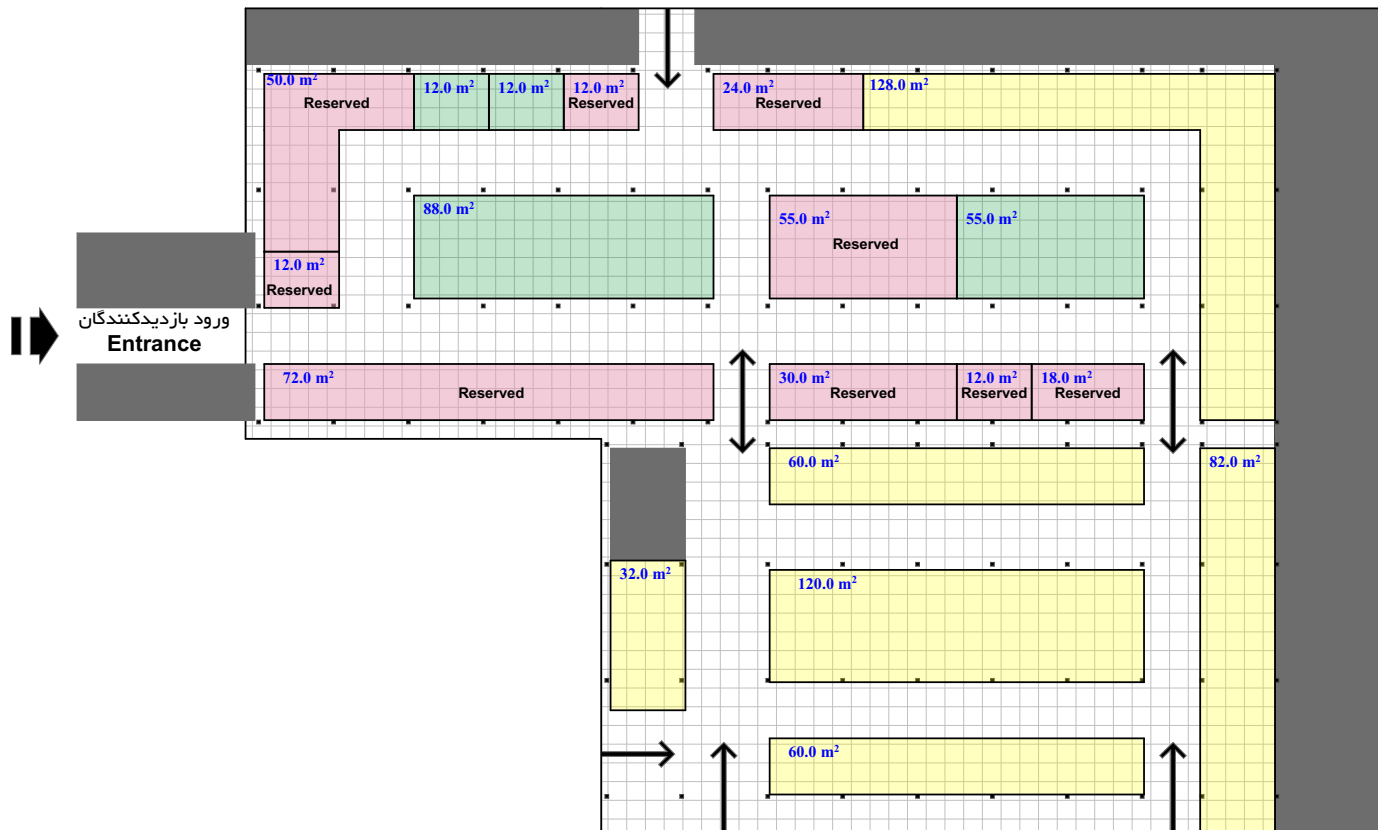 50.0 m²
Reserved
12.0 m²
12.0 m²
12.0 m²
Reserved
24.0 m²
Reserved
128.0 m²
88.0 m²
55.0 m²
Reserved
55.0 m²
12.0 m²
Reserved
ورود بازدیدکنندگان
Entrance
72.0 m²
Reserved
30.0 m²
Reserved
12.0 m²
Reserved
18.0 m²
Reserved
60.0 m²
82.0 m²
32.0 m²
120.0 m²
60.0 m²